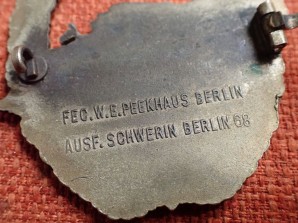 FEC. W. E. PEEKHAUS BERLIN
AUSF. SCHWERIN BERLIN 68